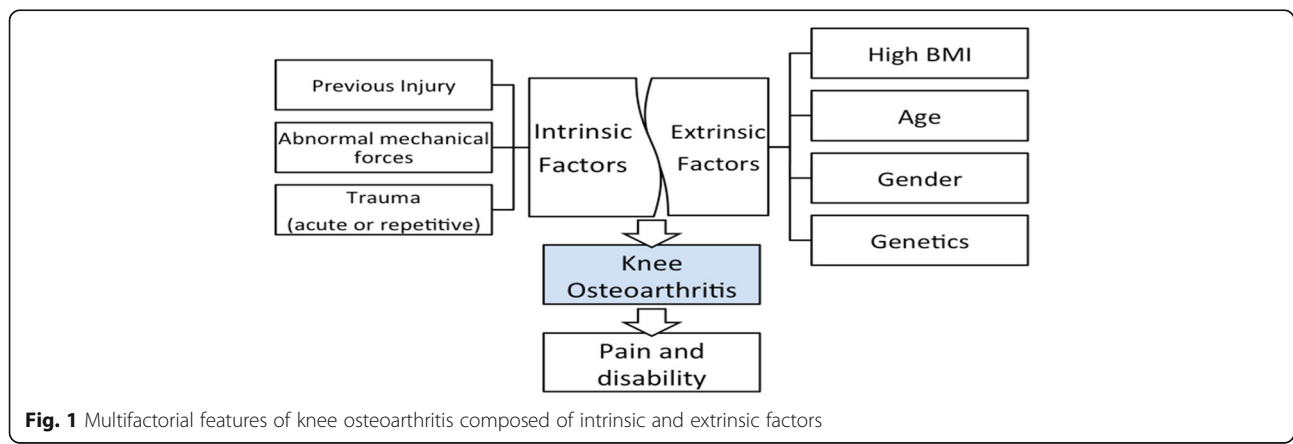 Previous Injury
Abnormal mechanical
forces
Trauma
(acute or repetitive)
Intrinsic
Factors
Extrinsic
Factors
High BMI
Age
Gender
Genetics
Knee
Osteoarthritis
Pain and
disability
Fig. 1 Multifactorial features of knee osteoarthritis composed of intrinsic and extrinsic factors